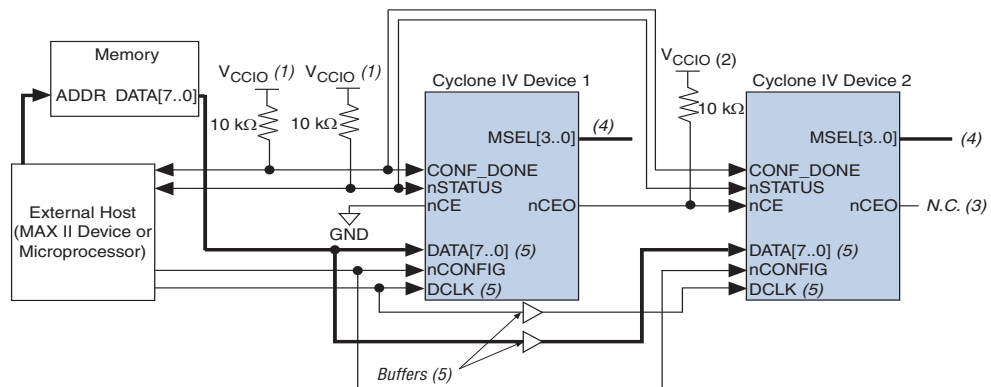 Memory
ADDR DATA[7..0]
VCCIO (1)
10 kΩ
VCCIO (1)
10 kΩ
External Host
(MAX II Device or
Microprocessor)
GND
Cyclone IV Device 1
MSEL[3..0]
(4)
CONF_DONE
nSTATUS
nCE
nCEO
DATA[7..0] (5)
nCONFIG
DCLK (5)
VCCIO (2)
10 kΩ
Cyclone IV Device 2
MSEL[3..0]
(4)
CONF_DONE
nSTATUS
nCE
nCEO
N.C. (3)
DATA[7..0] (5)
nCONFIG
DCLK (5)
Buffers (5)